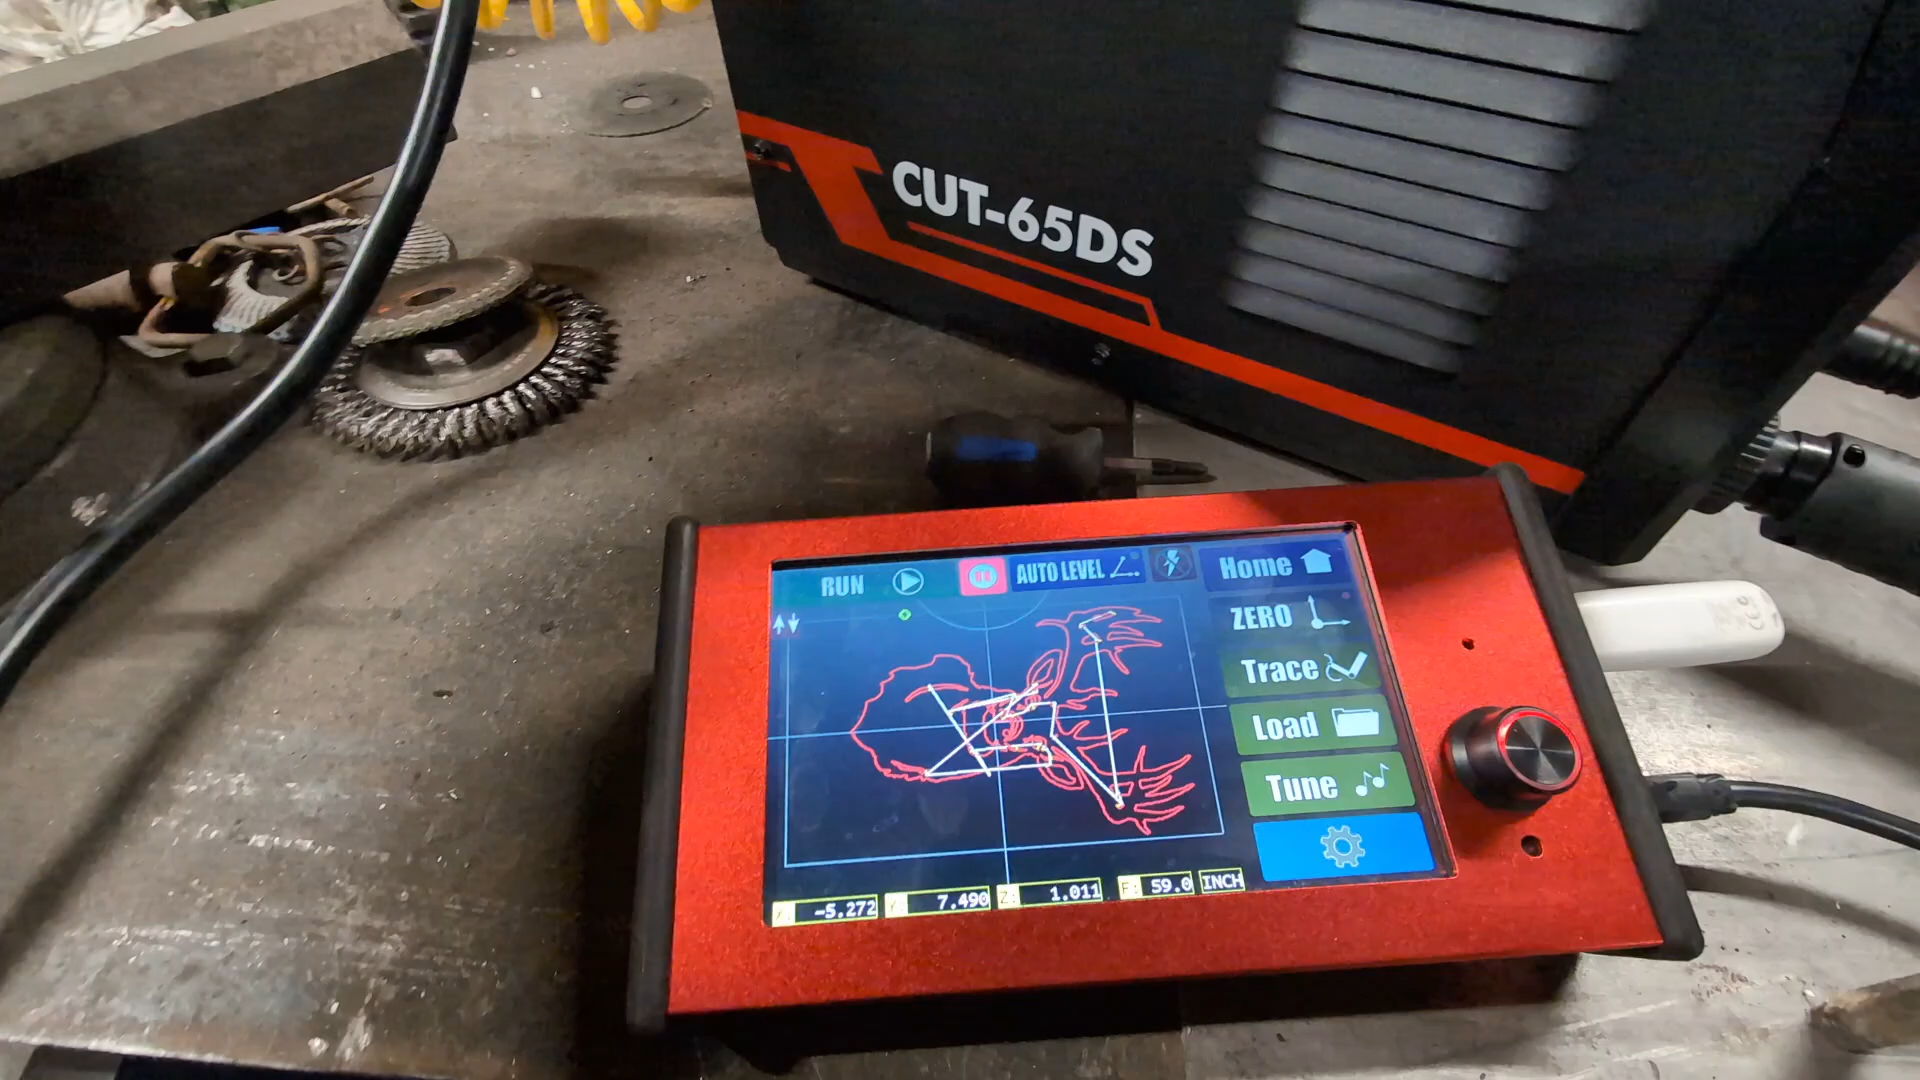 CUT-65DS
RUN
AUTO LEVEL
Home
ZERO
Trace
Load
Tune
X: -5.272 Y: 7.490 Z: 1.011 F: 59.0 INCH